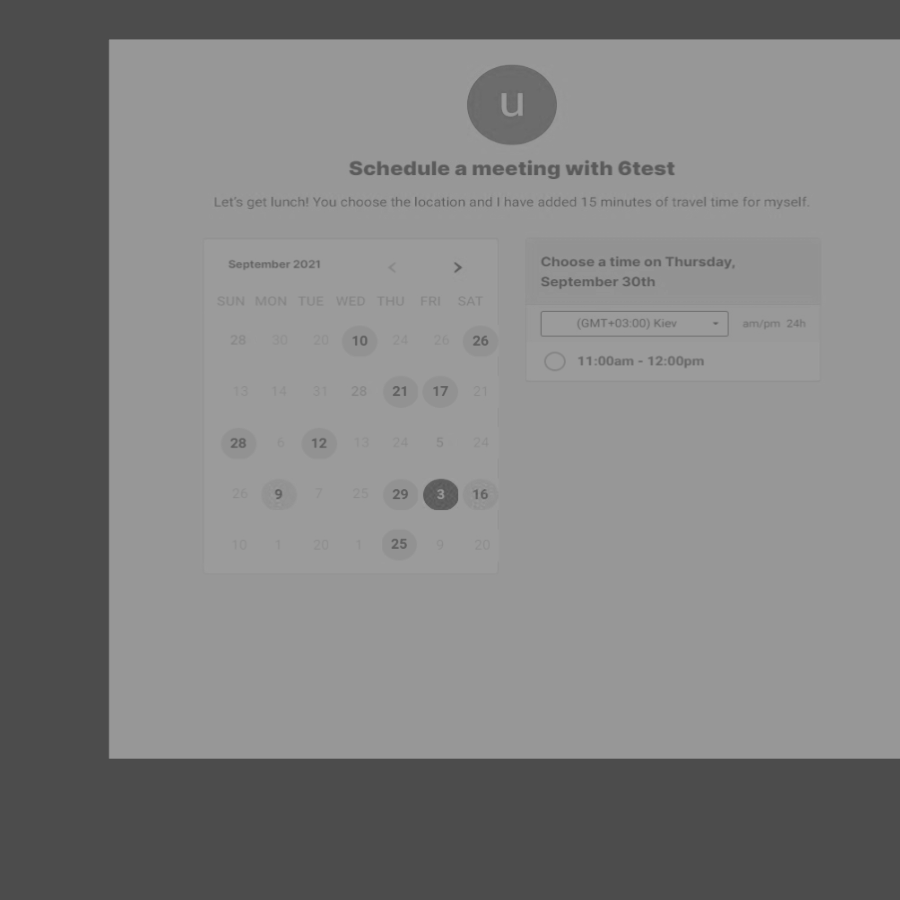 u
Schedule a meeting with 6test
Let's get lunch! You choose the location and I have added 15 minutes of travel time for myself.
September 2021 < >
SUN MON TUE WED THU FRI SAT
28 30 20 10 24 26 26
13 14 31 28 21 17 21
28 6 12 13 24 5 24
26 9 7 25 29 3 16
10 1 20 1 25 9 20
Choose a time on Thursday,
September 30th
(GMT+03:00) Kiev am/pm 24h
11:00am - 12:00pm